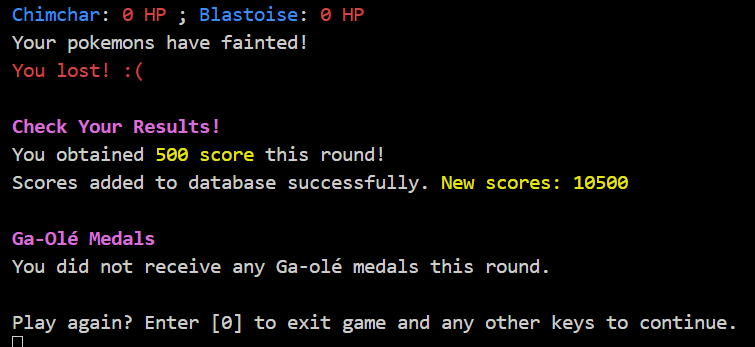 Chimchar: 0 HP ; Blastoise: 0 HP
Your pokemons have fainted!
You lost! :(
Check Your Results!
You obtained 500 score this round!
Scores added to database successfully. New scores: 10500
Ga-Olé Medals
You did not receive any Ga-olé medals this round.
Play again? Enter [0] to exit game and any other keys to continue.